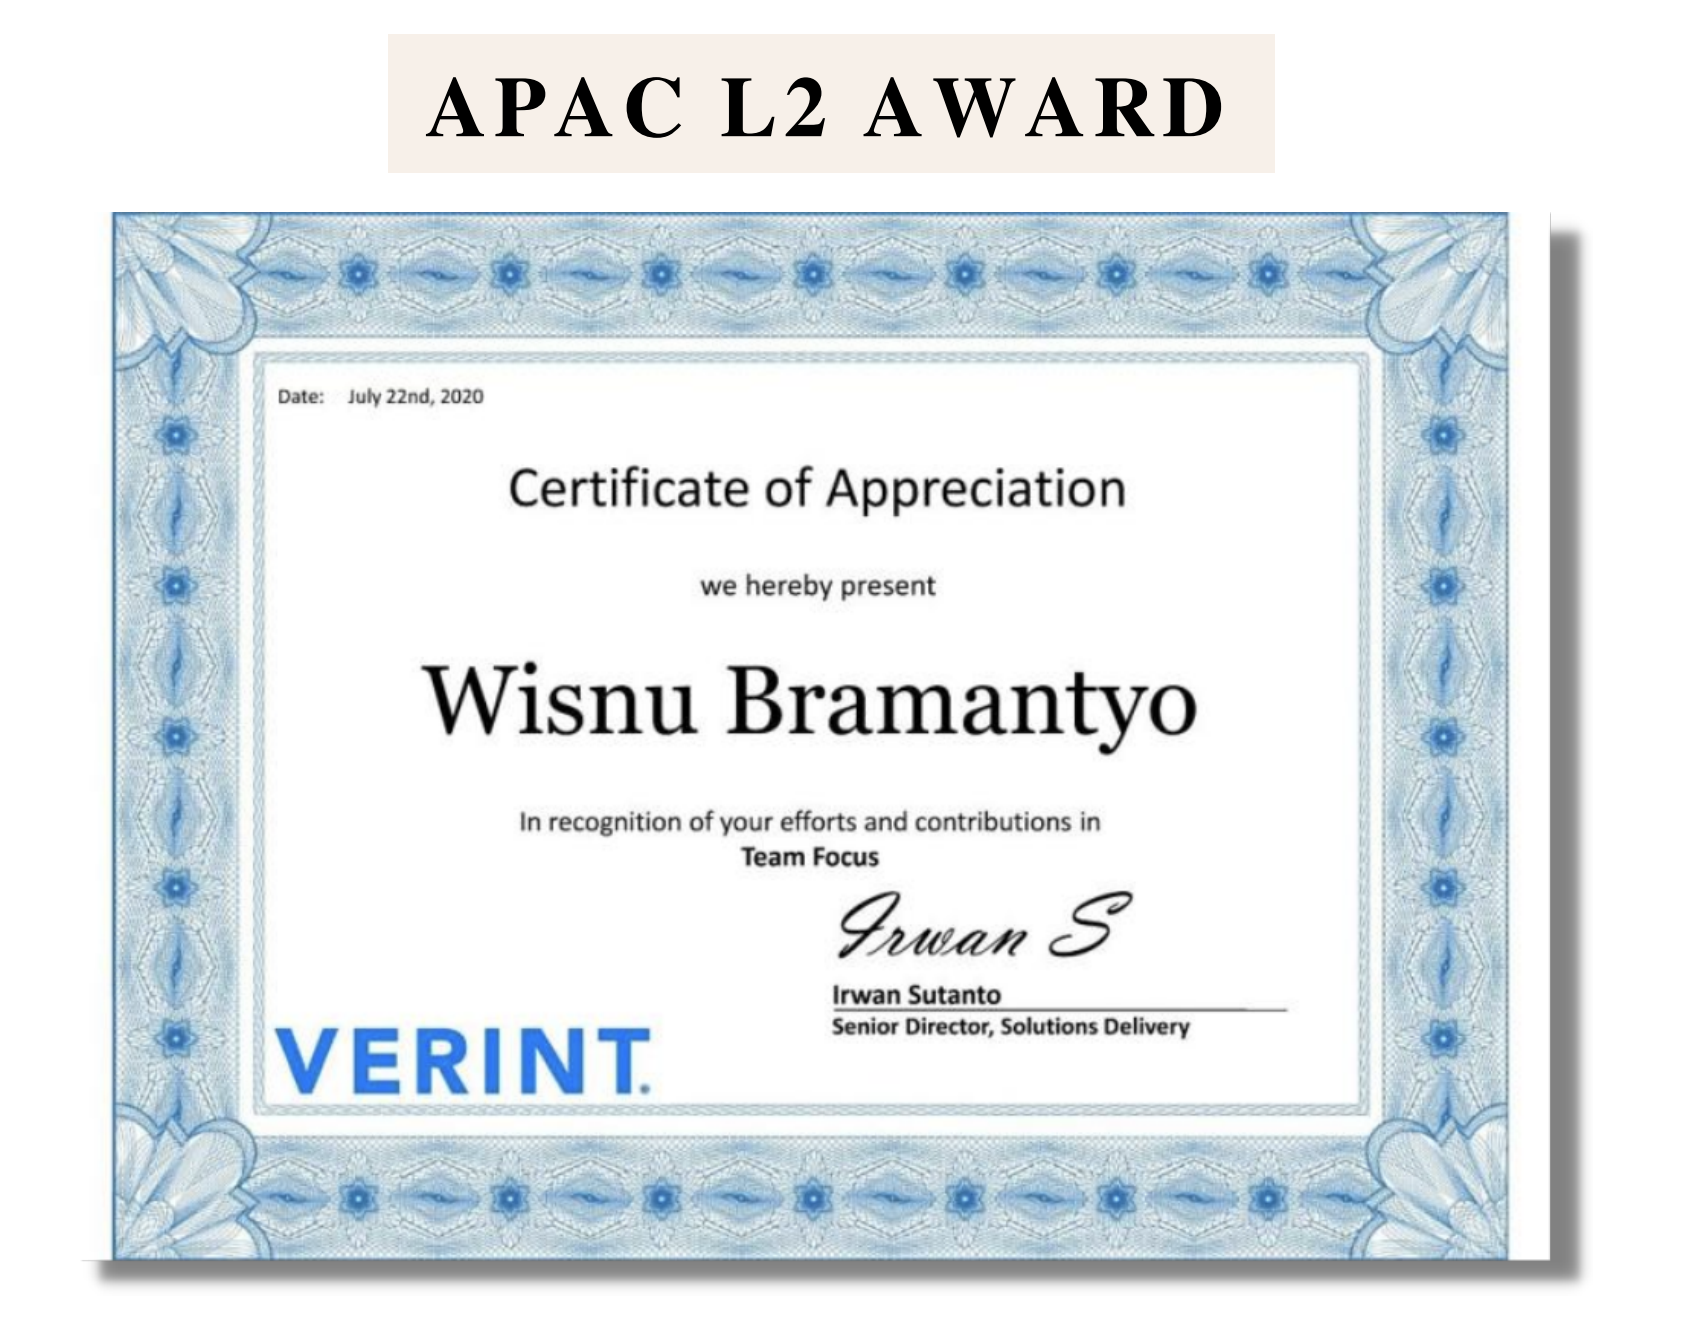 APAC L2 AWARD
Date: July 22nd, 2020
Certificate of Appreciation
we hereby present
Wisnu Bramantyo
In recognition of your efforts and contributions in
Team Focus
Irwan S
Irwan Sutanto
Senior Director, Solutions Delivery
VERINT.